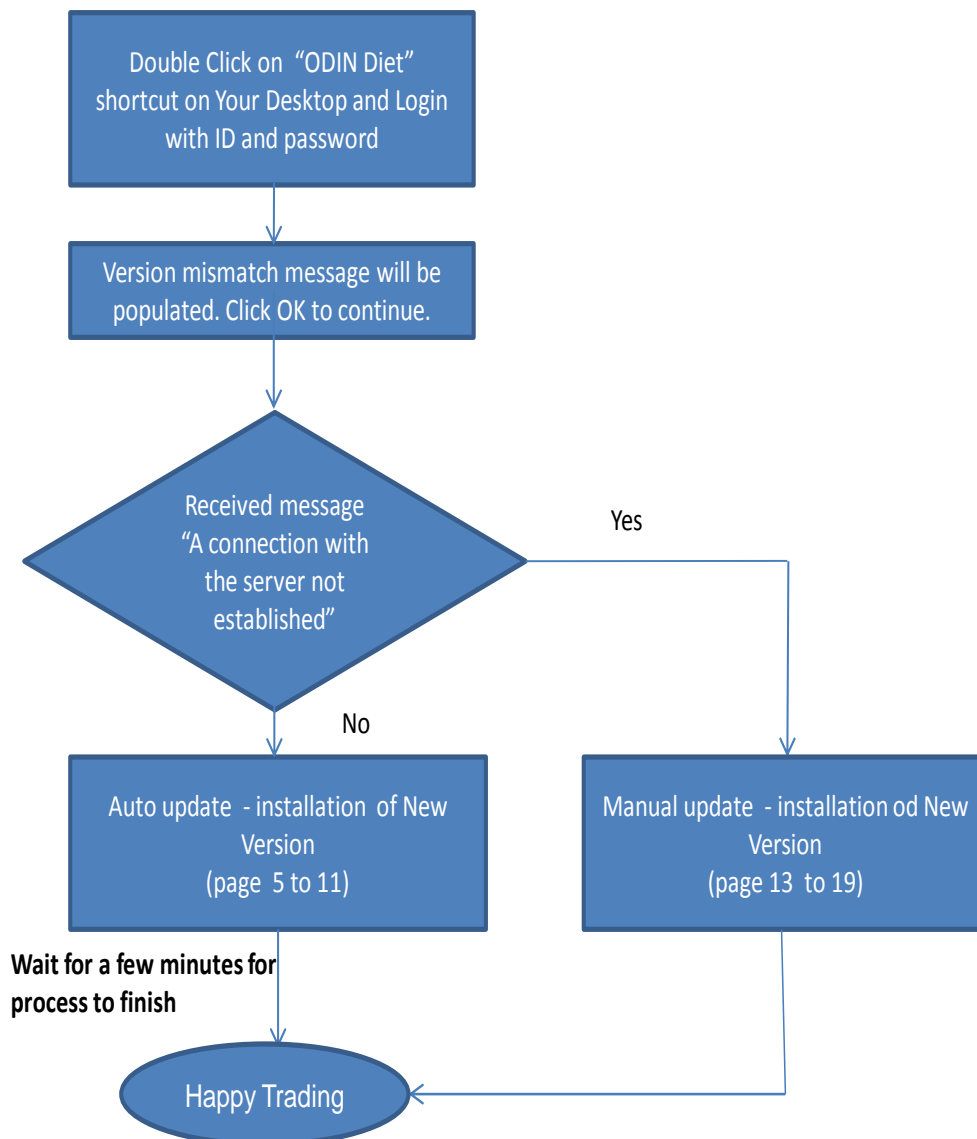 Double Click on “ODIN Diet”
shortcut on Your Desktop and Login
with ID and password
Version mismatch message will be
populated. Click OK to continue.
Received message
“A connection with
the server not
established”
Yes
No
Auto update - installation of New
Version
(page 5 to 11)
Manual update - installation od New
Version
(page 13 to 19)
Wait for a few minutes for
process to finish
Happy Trading